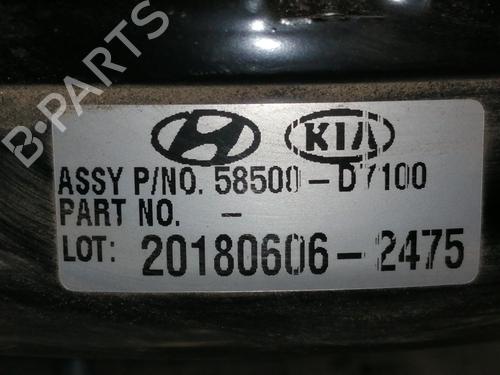 B-PARTS
KIA
ASSY P/NO. 58500-D7100
PART NO. -
LOT: 20180606-2475